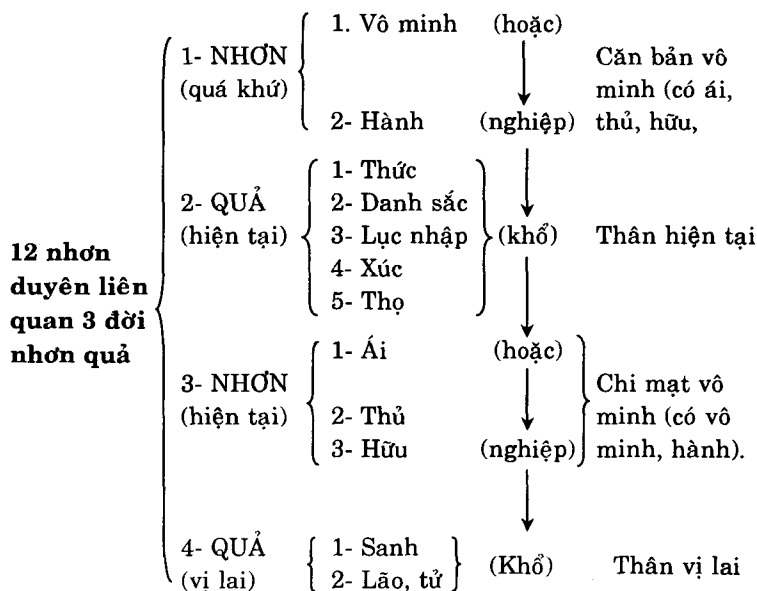 12 nhơn
duyên liên
quan 3 đời
nhơn quả
1- NHƠN
(quá khứ)
1. Vô minh (hoặc)
2- Hành (nghiệp)
Căn bản vô
minh (có ái,
thủ, hữu,
2- QUẢ
(hiện tại)
1- Thức
2- Danh sắc
3- Lục nhập
4- Xúc
5- Thọ
(khổ)
Thân hiện tại
3- NHƠN
(hiện tại)
1- Ái (hoặc)
2- Thủ
3- Hữu (nghiệp)
Chi mạt vô
minh (có vô
minh, hành).
4- QUẢ
(vị lai)
1- Sanh
2- Lão, tử
(Khổ)
Thân vị lai